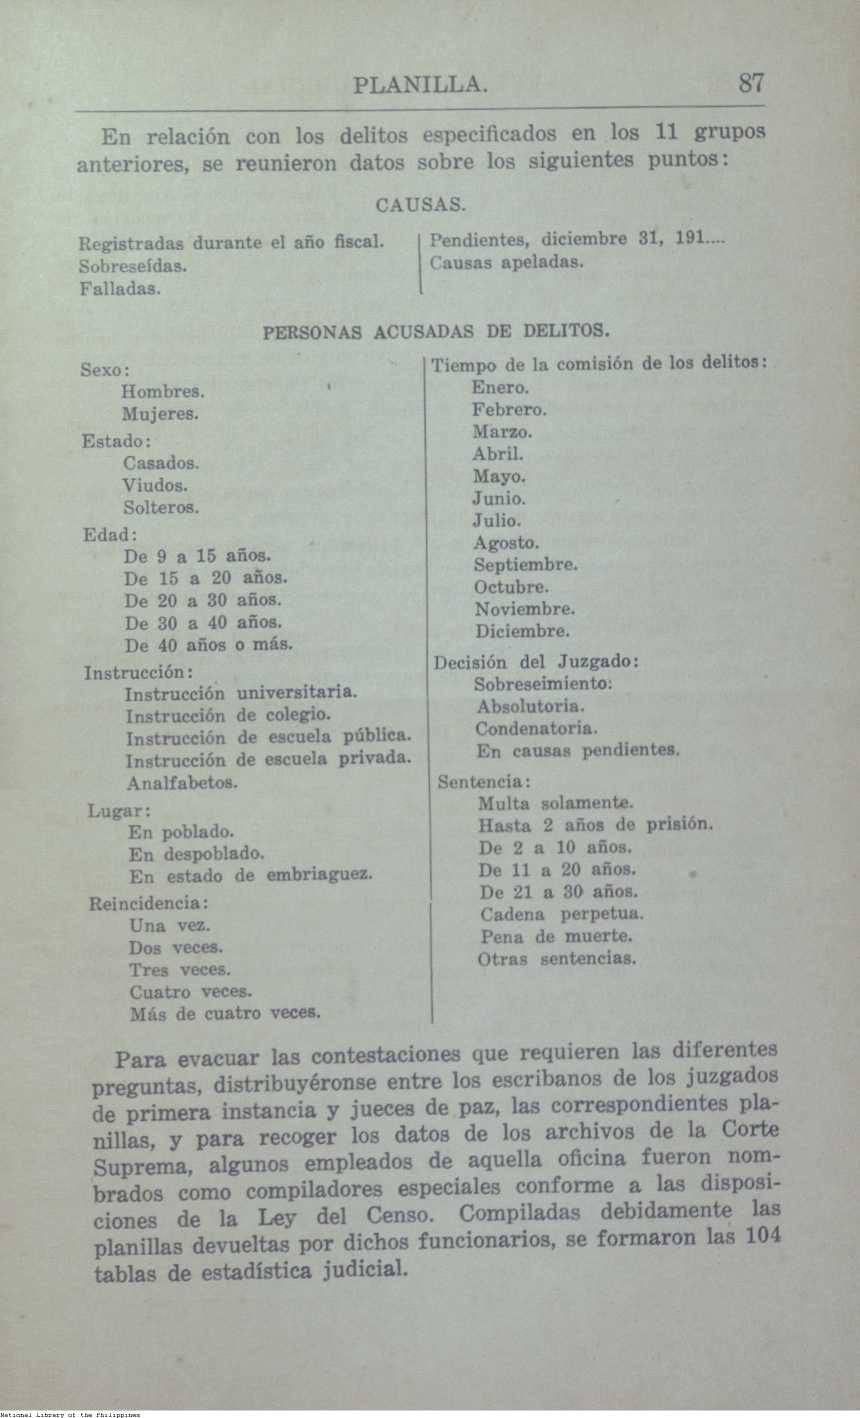 PLANILLA. 87
En relación con los delitos especificados en los 11 grupos
anteriores, se reunieron datos sobre los siguientes puntos:
CAUSAS.
Registradas durante el año fiscal.
Sobreseídas.
Falladas.
Pendientes, diciembre 31, 191....
Causas apeladas.
PERSONAS ACUSADAS DE DELITOS.
Sexo:
Hombres.
Mujeres.
Estado:
Casados.
Viudos.
Solteros.
Edad:
De 9 a 15 años.
De 15 a 20 años.
De 20 a 30 años.
De 30 a 40 años.
De 40 años o más.
Instrucción:
Instrucción universitaria.
Instrucción de colegio.
Instrucción de escuela pública.
Instrucción de escuela privada.
Analfabetos.
Lugar:
En poblado.
En despoblado.
En estado de embriaguez.
Reincidencia:
Una vez.
Dos veces.
Tres veces.
Cuatro veces.
Más de cuatro veces.
Tiempo de la comisión de los delitos:
Enero.
Febrero.
Marzo.
Abril.
Mayo.
Junio.
Julio.
Agosto.
Septiembre.
Octubre.
Noviembre.
Diciembre.
Decisión del Juzgado:
Sobreseimiento:
Absolutoria.
Condenatoria.
En causas pendientes.
Sentencia:
Multa solamente.
Hasta 2 años de prisión.
De 2 a 10 años.
De 11 a 20 años.
De 21 a 30 años.
Cadena perpetua.
Pena de muerte.
Otras sentencias.
Para evacuar las contestaciones que requieren las diferentes
preguntas, distribuyéronse entre los escribanos de los juzgados
de primera instancia y jueces de paz, las correspondientes pla-
nillas, y para recoger los datos de los archivos de la Corte
Suprema, algunos empleados de aquella oficina fueron nom-
brados como compiladores especiales conforme a las disposi-
ciones de la Ley del Censo. Compiladas debidamente las
planillas devueltas por dichos funcionarios, se formaron las 104
tablas de estadística judicial.
National Library of the Philippines